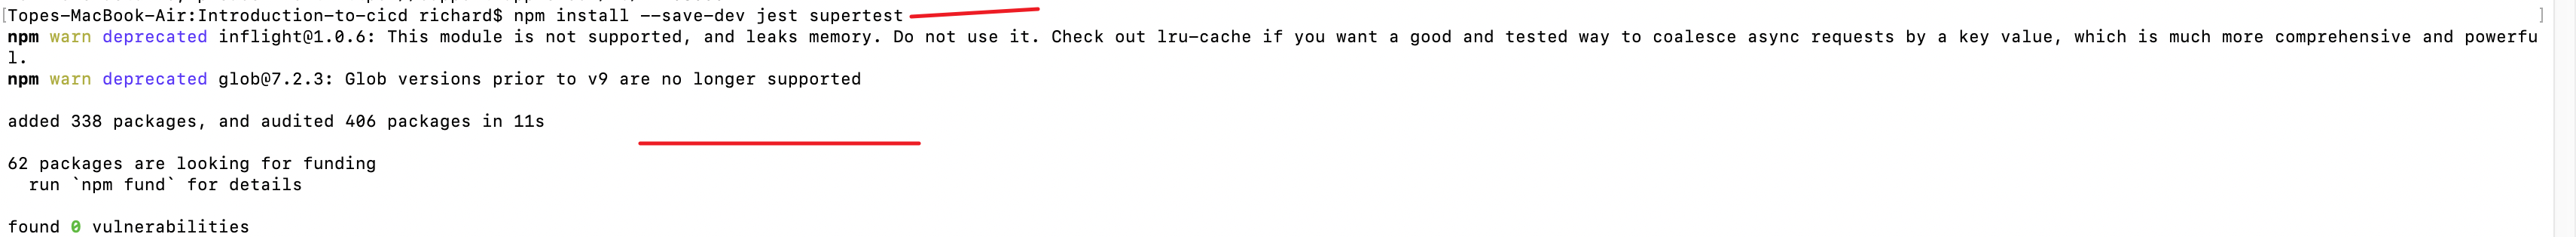 [Topes-MacBook-Air:Introduction-to-cicd richard$ npm install --save-dev jest supertest ]
npm warn deprecated inflight@1.0.6: This module is not supported, and leaks memory. Do not use it. Check out lru-cache if you want a good and tested way to coalesce async requests by a key value, which is much more comprehensive and powerfu
l.
npm warn deprecated glob@7.2.3: Glob versions prior to v9 are no longer supported
added 338 packages, and audited 406 packages in 11s
62 packages are looking for funding
run `npm fund` for details
found 0 vulnerabilities